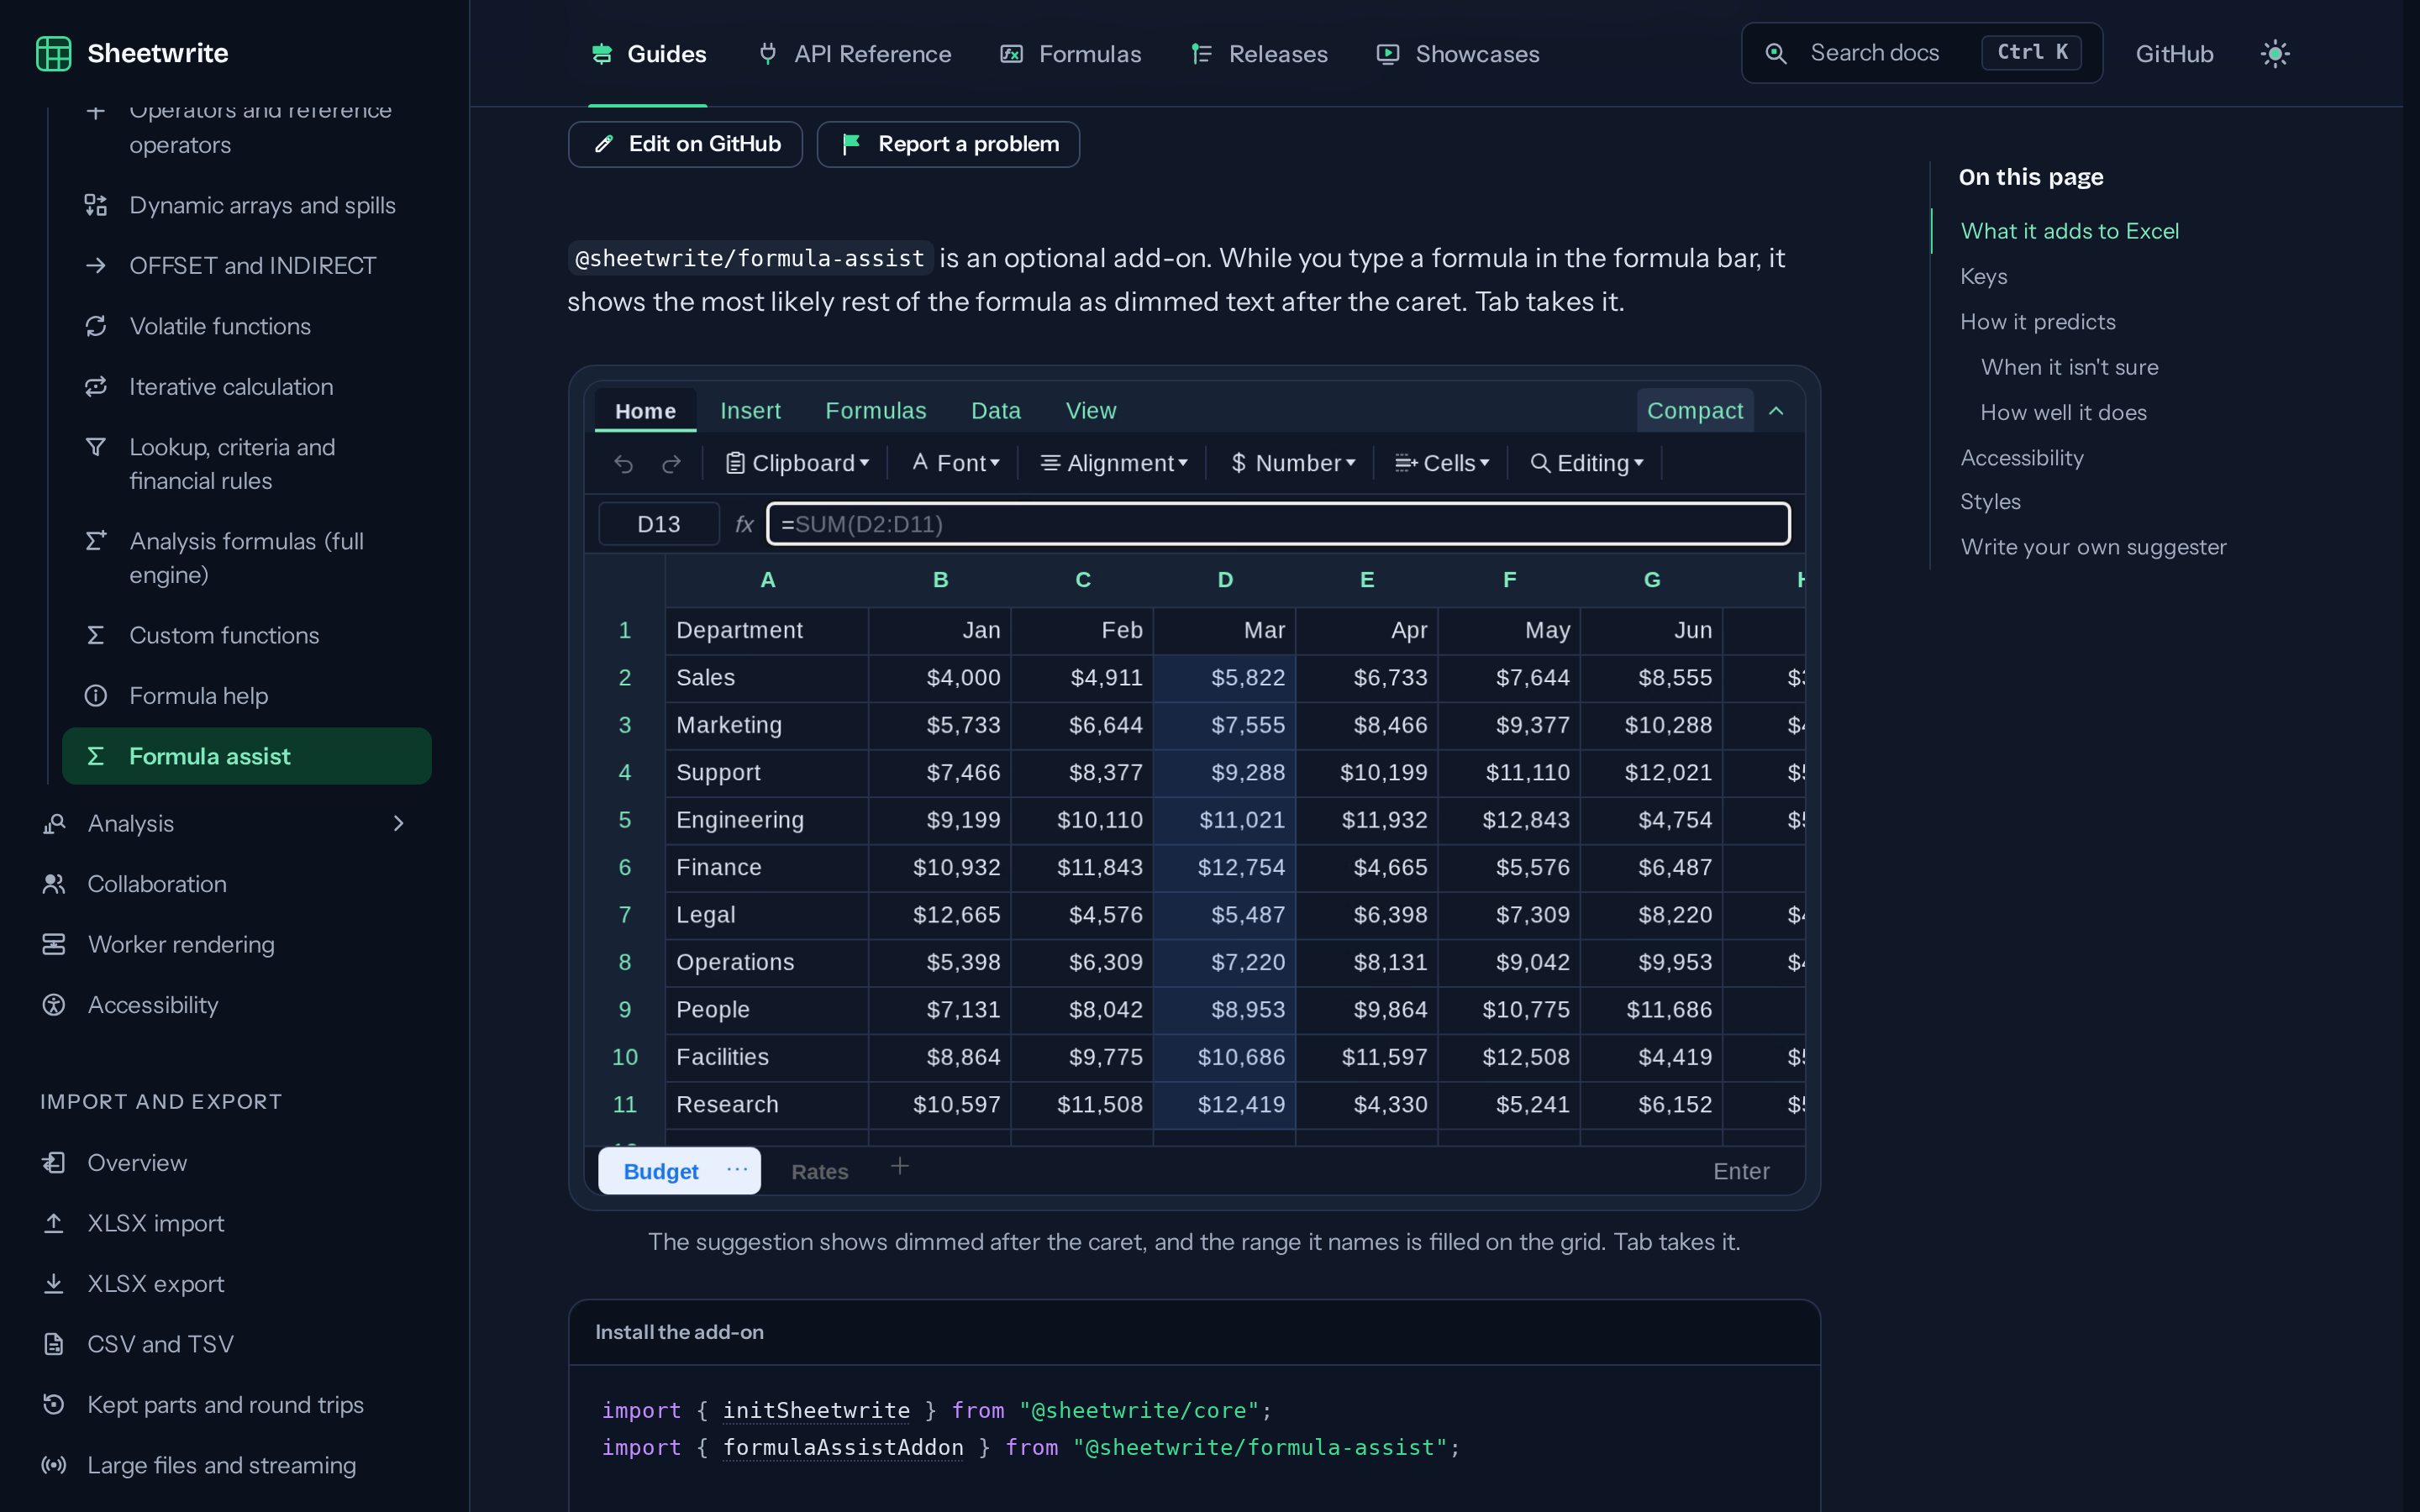 Sheetwrite
Operators and reference
operators
Dynamic arrays and spills
OFFSET and INDIRECT
Volatile functions
Iterative calculation
Lookup, criteria and
financial rules
Analysis formulas (full
engine)
Custom functions
Formula help
Formula assist
Analysis
Collaboration
Worker rendering
Accessibility
IMPORT AND EXPORT
Overview
XLSX import
XLSX export
CSV and TSV
Kept parts and round trips
Large files and streaming
Guides API Reference Formulas Releases Showcases Search docs Ctrl K GitHub
Edit on GitHub Report a problem
@sheetwrite/formula-assist is an optional add-on. While you type a formula in the formula bar, it
shows the most likely rest of the formula as dimmed text after the caret. Tab takes it.
Home Insert Formulas Data View Compact
Clipboard Font Alignment Number Cells Editing
D13 fx =SUM(D2:D11)
A B C D E F G
1 Department Jan Feb Mar Apr May Jun
2 Sales $4,000 $4,911 $5,822 $6,733 $7,644 $8,555
3 Marketing $5,733 $6,644 $7,555 $8,466 $9,377 $10,288
4 Support $7,466 $8,377 $9,288 $10,199 $11,110 $12,021
5 Engineering $9,199 $10,110 $11,021 $11,932 $12,843 $4,754
6 Finance $10,932 $11,843 $12,754 $4,665 $5,576 $6,487
7 Legal $12,665 $4,576 $5,487 $6,398 $7,309 $8,220
8 Operations $5,398 $6,309 $7,220 $8,131 $9,042 $9,953
9 People $7,131 $8,042 $8,953 $9,864 $10,775 $11,686
10 Facilities $8,864 $9,775 $10,686 $11,597 $12,508 $4,419
11 Research $10,597 $11,508 $12,419 $4,330 $5,241 $6,152
Budget ··· Rates + Enter
The suggestion shows dimmed after the caret, and the range it names is filled on the grid. Tab takes it.
Install the add-on
import { initSheetwrite } from "@sheetwrite/core";
import { formulaAssistAddon } from "@sheetwrite/formula-assist";
On this page
What it adds to Excel
Keys
How it predicts
When it isn't sure
How well it does
Accessibility
Styles
Write your own suggester